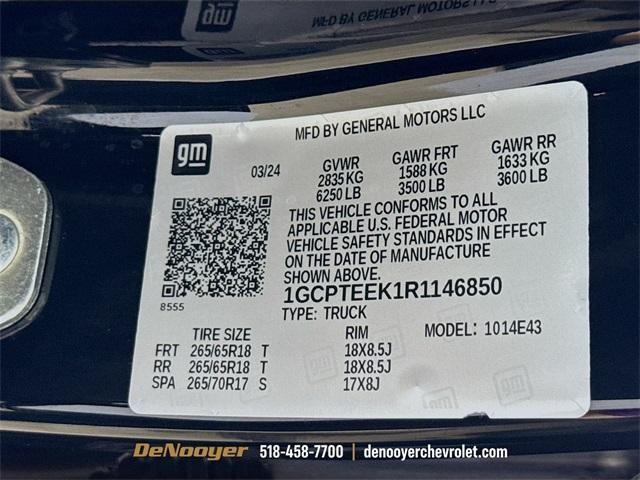 MFD BY GENERAL MOTORS LLC
gm
03/24
GVWR
2835 KG
6250 LB
GAWR FRT
1588 KG
3500 LB
GAWR RR
1633 KG
3600 LB
THIS VEHICLE CONFORMS TO ALL
APPLICABLE U.S. FEDERAL MOTOR
VEHICLE SAFETY STANDARDS IN EFFECT
ON THE DATE OF MANUFACTURE
SHOWN ABOVE.
8555
1GCPTEEK1R1146850
TYPE: TRUCK
TIRE SIZE RIM MODEL: 1014E43
FRT 265/65R18 T 18X8.5J
RR 265/65R18 T 18X8.5J
SPA 265/70R17 S 17X8J
DeNooyer 518-458-7700 | denooyerchevrolet.com